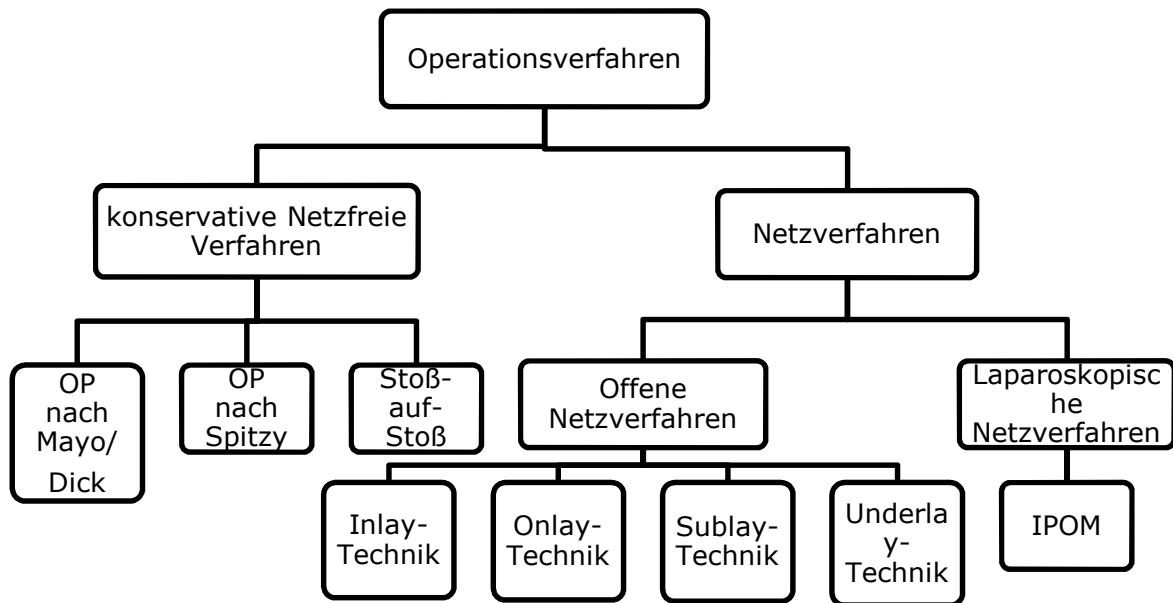 Operationsverfahren
konservative Netzfreie
Verfahren
Netzverfahren
OP
nach
Mayo/
Dick
OP
nach
Spitzy
Stoß-
auf-
Stoß
Offene
Netzverfahren
Laparoskopisc
he
Netzverfahren
Inlay-
Technik
Onlay-
Technik
Sublay-
Technik
Underla
y-
Technik
IPOM